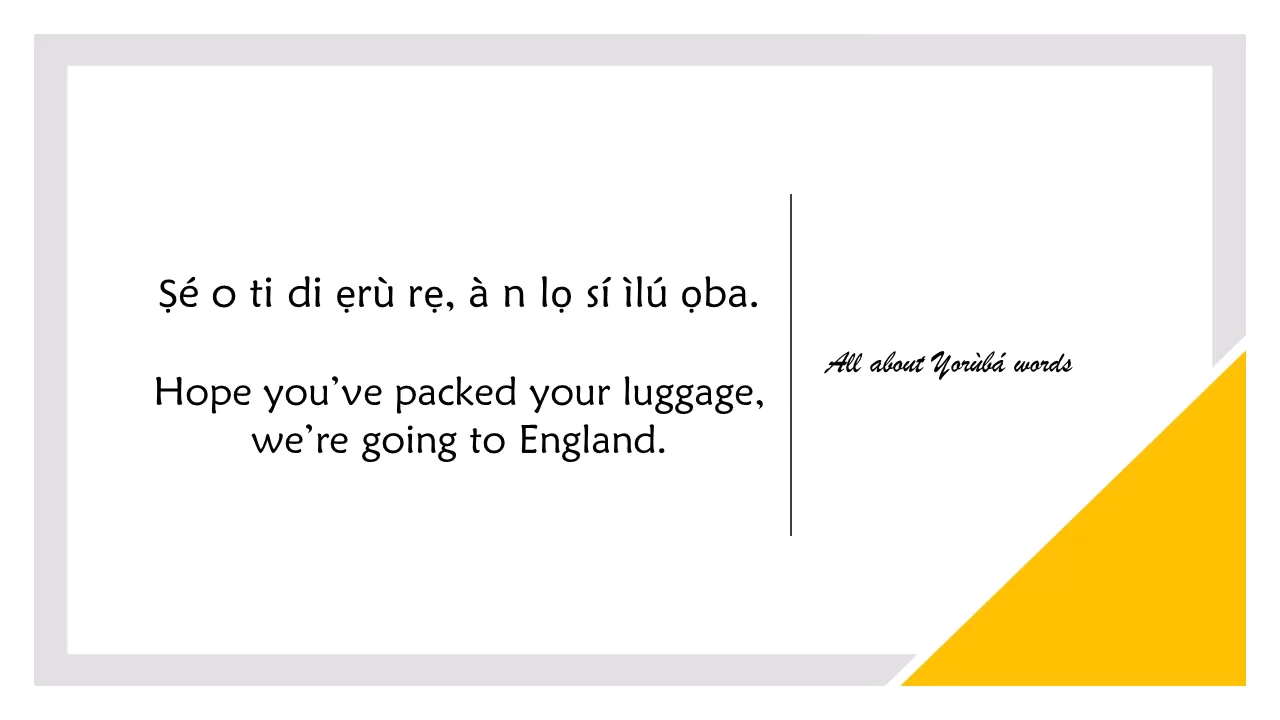 Ṣé o ti di ẹrù rẹ, à n lọ sí ìlú ọba.
Hope you’ve packed your luggage,
we’re going to England.
All about Yorùbá words